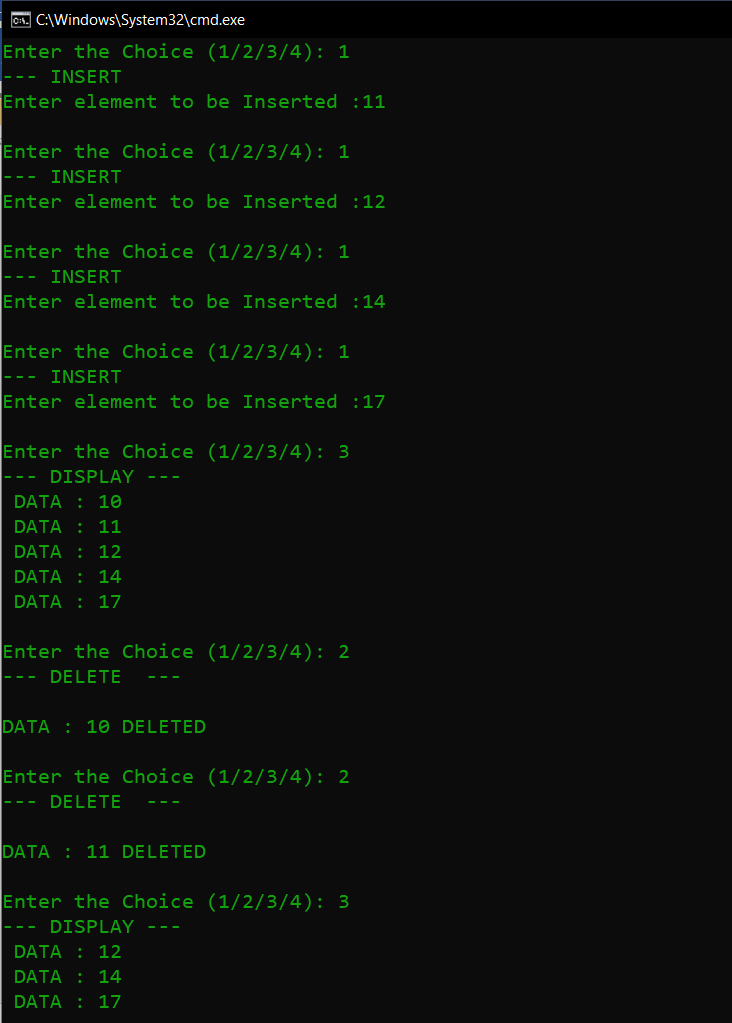 C:\Windows\System32\cmd.exe
Enter the Choice (1/2/3/4): 1
--- INSERT
Enter element to be Inserted :11
Enter the Choice (1/2/3/4): 1
--- INSERT
Enter element to be Inserted :12
Enter the Choice (1/2/3/4): 1
--- INSERT
Enter element to be Inserted :14
Enter the Choice (1/2/3/4): 1
--- INSERT
Enter element to be Inserted :17
Enter the Choice (1/2/3/4): 3
--- DISPLAY ---
DATA : 10
DATA : 11
DATA : 12
DATA : 14
DATA : 17
Enter the Choice (1/2/3/4): 2
--- DELETE  ---
DATA : 10 DELETED
Enter the Choice (1/2/3/4): 2
--- DELETE  ---
DATA : 11 DELETED
Enter the Choice (1/2/3/4): 3
--- DISPLAY ---
DATA : 12
DATA : 14
DATA : 17